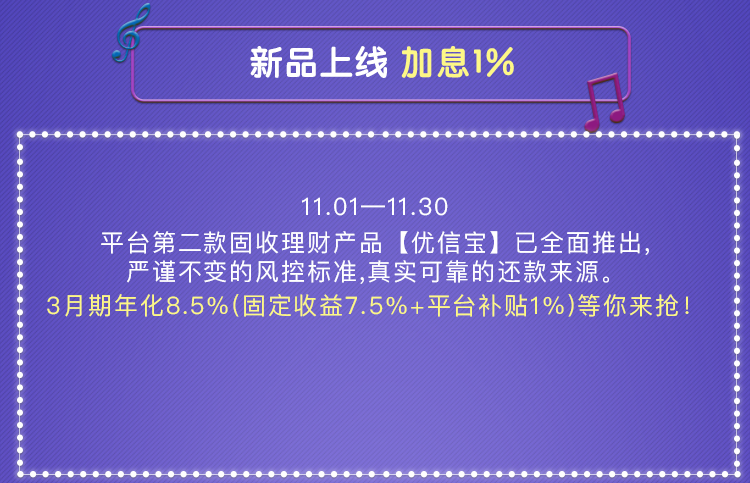 新品上线 加息1%
11.01—11.30
平台第二款固收理财产品【优信宝】已全面推出,
严谨不变的风控标准,真实可靠的还款来源。
3月期年化8.5%(固定收益7.5%+平台补贴1%)等你来抢！